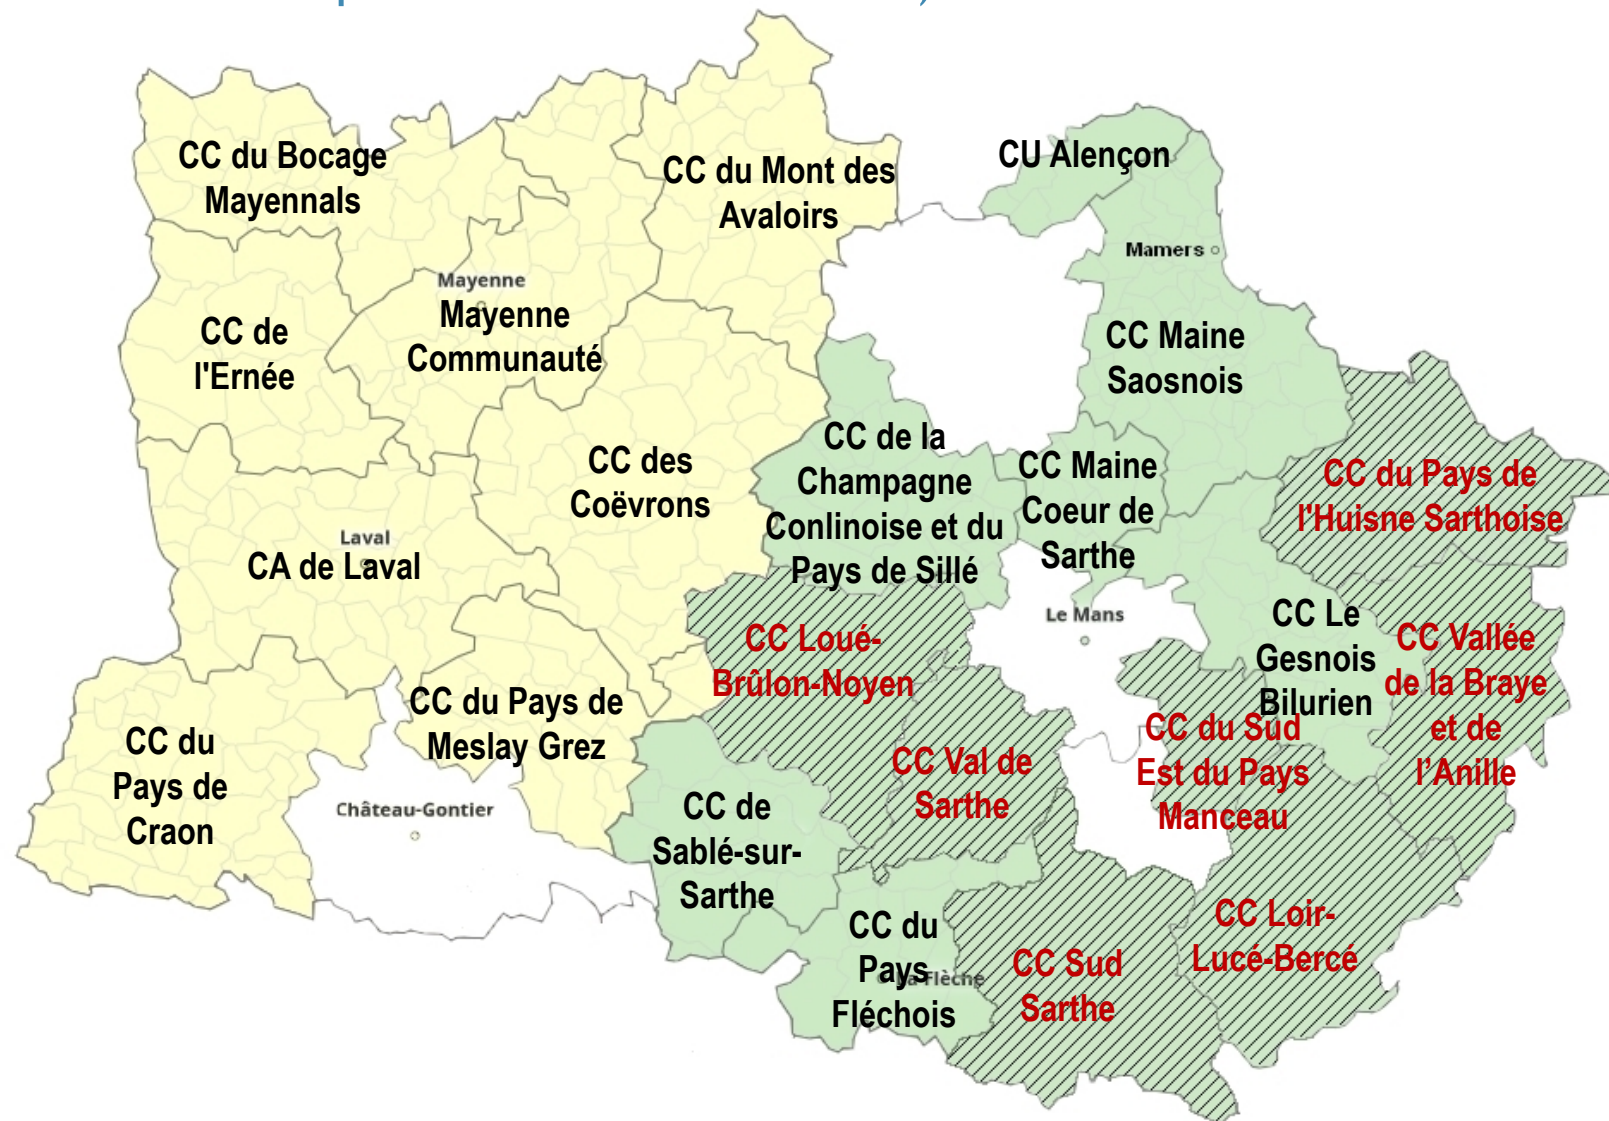 CC du Bocage
Mayennals
CC du Mont des
Avaloirs
CU Alençon
Mamers
Mayenne
Mayenne
Communauté
CC de
l'Ernée
CC Maine
Saosnois
CC des
Coëvrons
CC de la
Champagne
Conlinoise et du
Pays de Sillé
CC Maine
Coeur de
Sarthe
CC du Pays de
l'Huisne Sarthoise
Laval
CA de Laval
Le Mans
CC Loué-
Brûlon-Noyen
CC Le
Gesnois
Bilurien
CC Vallée
de la Braye
et de
l’Anille
CC du Pays de
Meslay Grez
CC du
Pays de
Craon
CC Val de
Sarthe
CC du Sud
Est du Pays
Manceau
Château-Gontier
CC de
Sablé-sur-
Sarthe
CC du
Pays
Fléchois
La Flèche
CC Sud
Sarthe
CC Loir-
Lucé-Bercé